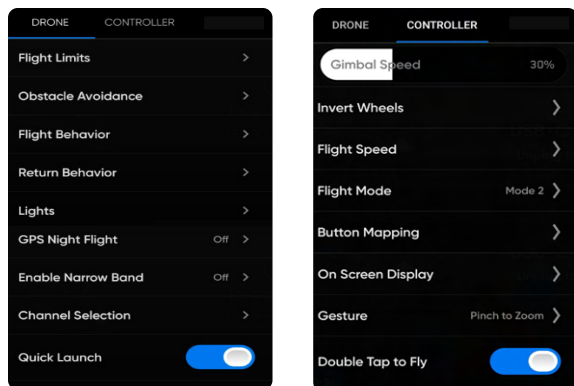 DRONE CONTROLLER
Flight Limits
Obstacle Avoidance
Flight Behavior
Return Behavior
Lights
GPS Night Flight Off
Enable Narrow Band Off
Channel Selection
Quick Launch
DRONE CONTROLLER
Gimbal Speed 30%
Invert Wheels
Flight Speed
Flight Mode Mode 2
Button Mapping
On Screen Display
Gesture Pinch to Zoom
Double Tap to Fly